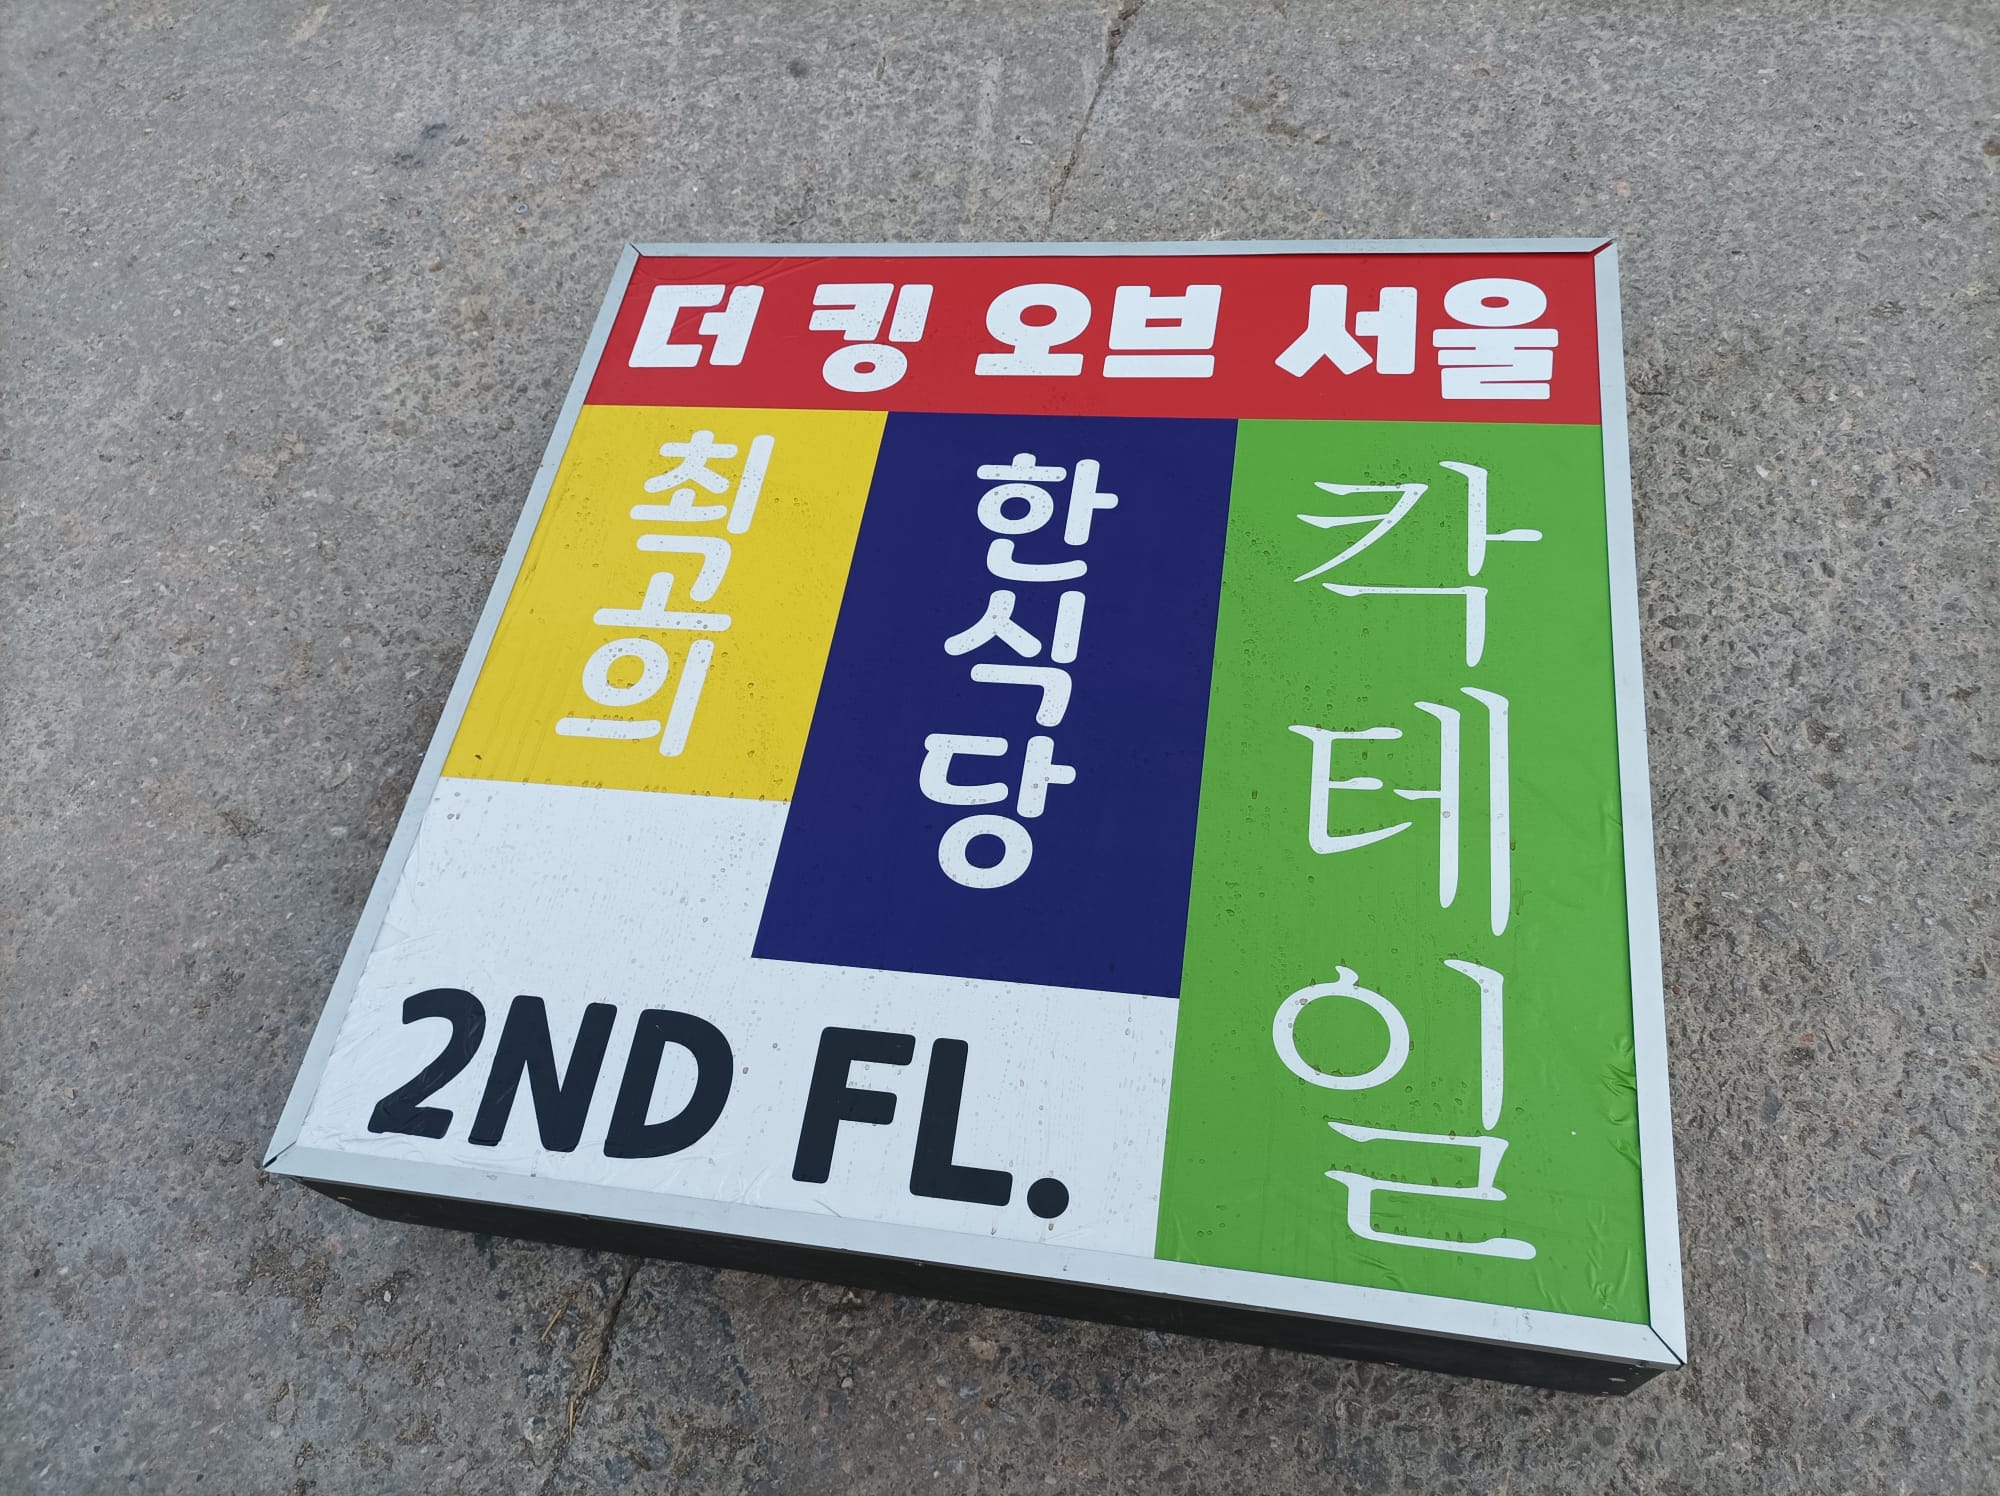 더 킹 오브 서울
최고의
한식당
칵테일
2ND FL.